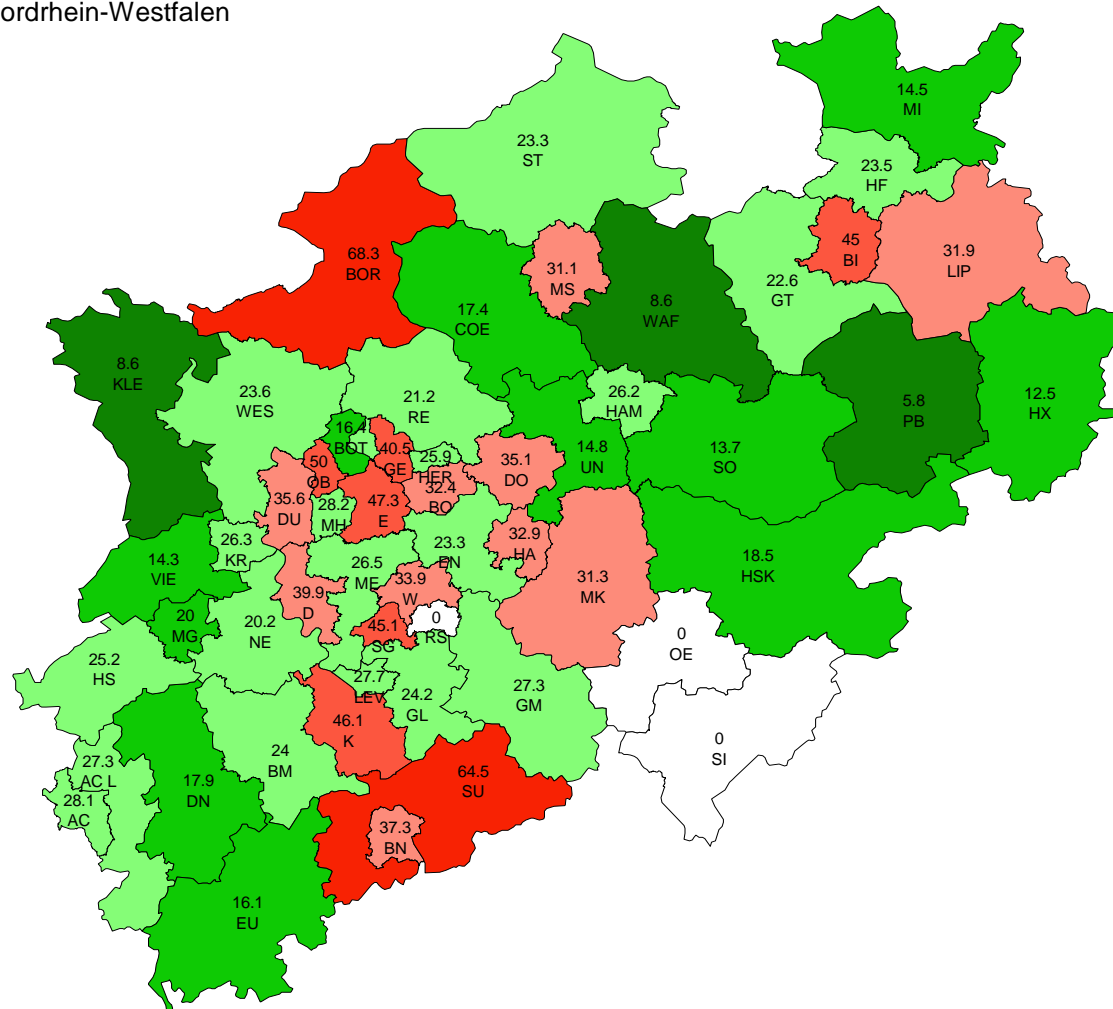 ordrhein-Westfalen
14.5
MI
23.3
ST
23.5
HF
68.3
BOR
45
BI
31.9
LIP
31.1
MS
22.6
GT
8.6
WAF
17.4
COE
8.6
KLE
23.6
WES
21.2
RE
26.2
HAM
5.8
PB
12.5
HX
16.4
BOT
40.5
GE
25.9
HER
14.8
UN
13.7
SO
50
OB
35.1
DO
32.4
BO
35.6
DU
28.2
MH
47.3
E
26.3
KR
23.3
EN
32.9
HA
14.3
VIE
26.5
ME
18.5
HSK
39.9
D
33.9
W
31.3
MK
20
MG
20.2
NE
45.1
SG
0
RS
0
OE
25.2
HS
27.7
LEV
24.2
GL
27.3
GM
46.1
K
0
SI
24
BM
27.3
AC L
17.9
DN
64.5
SU
28.1
AC
37.3
BN
16.1
EU